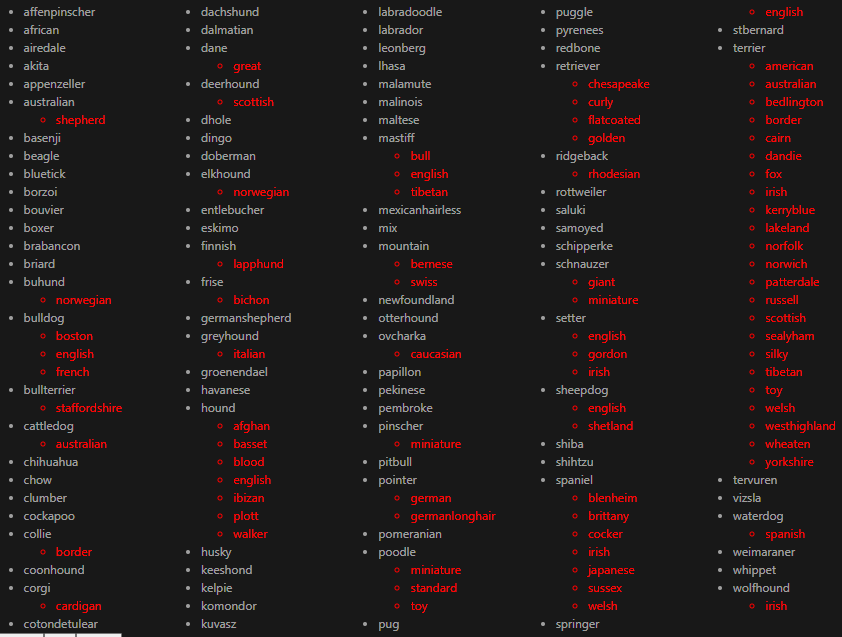 affenpinscher
african
airedale
akita
appenzeller
australian
shepherd
basenji
beagle
bluetick
borzoi
bouvier
boxer
brabancon
briard
buhund
norwegian
bulldog
boston
english
french
bullterrier
staffordshire
cattledog
australian
chihuahua
chow
clumber
cockapoo
collie
border
coonhound
corgi
cardigan
cotondetulear
dachshund
dalmatian
dane
great
deerhound
scottish
dhole
dingo
doberman
elkhound
norwegian
entlebucher
eskimo
finnish
lapphund
frise
bichon
germanshepherd
greyhound
italian
groenendael
havanese
hound
afghan
basset
blood
english
ibizan
plott
walker
husky
keeshond
kelpie
komondor
kuvasz
labradoodle
labrador
leonberg
lhasa
malamute
malinois
maltese
mastiff
bull
english
tibetan
mexicanhairless
mix
mountain
bernese
swiss
newfoundland
otterhound
ovcharka
caucasian
papillon
pekinese
pembroke
pinscher
miniature
pitbull
pointer
german
germanlonghair
pomeranian
poodle
miniature
standard
toy
pug
puggle
pyrenees
redbone
retriever
chesapeake
curly
flatcoated
golden
ridgeback
rhodesian
rottweiler
saluki
samoyed
schipperke
schnauzer
giant
miniature
setter
english
gordon
irish
sheepdog
english
shetland
shiba
shihtzu
spaniel
blenheim
brittany
cocker
irish
japanese
sussex
welsh
springer
english
stbernard
terrier
american
australian
bedlington
border
cairn
dandie
fox
irish
kerryblue
lakeland
norfolk
norwich
patterdale
russell
scottish
sealyham
silky
tibetan
toy
welsh
westhighland
wheaten
yorkshire
tervuren
vizsla
waterdog
spanish
weimaraner
whippet
wolfhound
irish